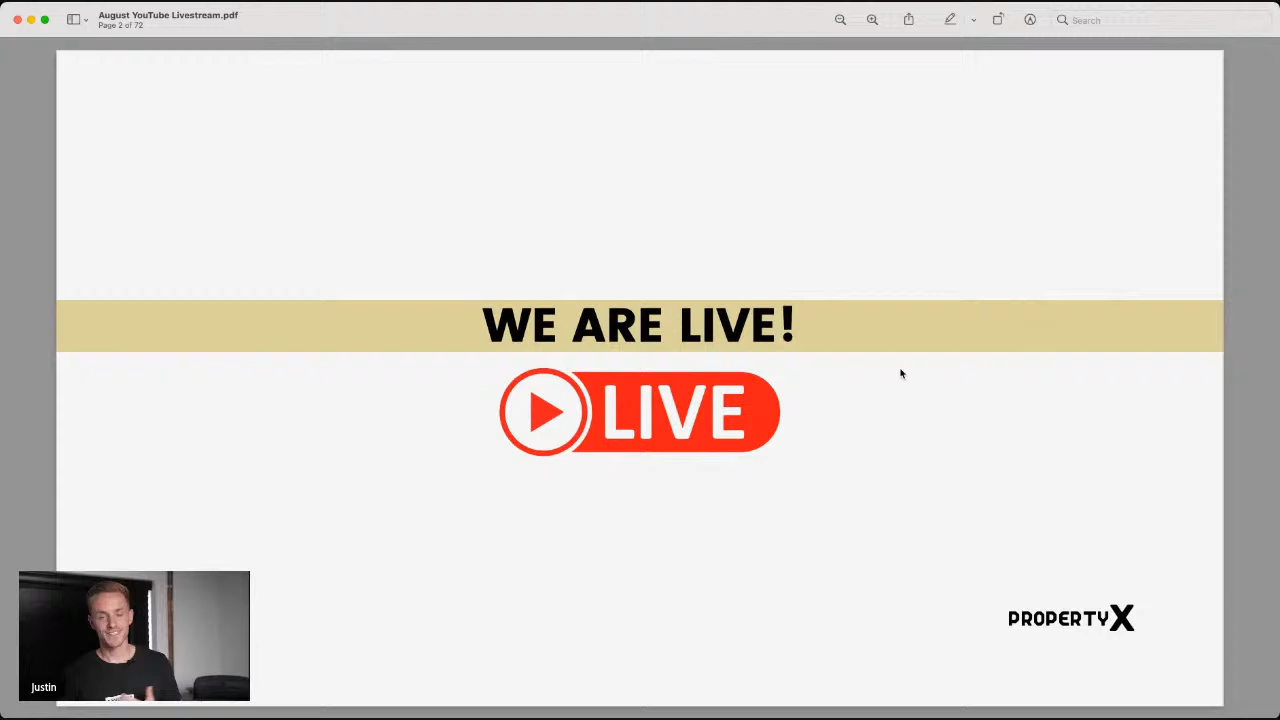 August YouTube Livestream.pdf
Page 2 of 72
Search
WE ARE LIVE!
LIVE
PROPERTYX
Justin